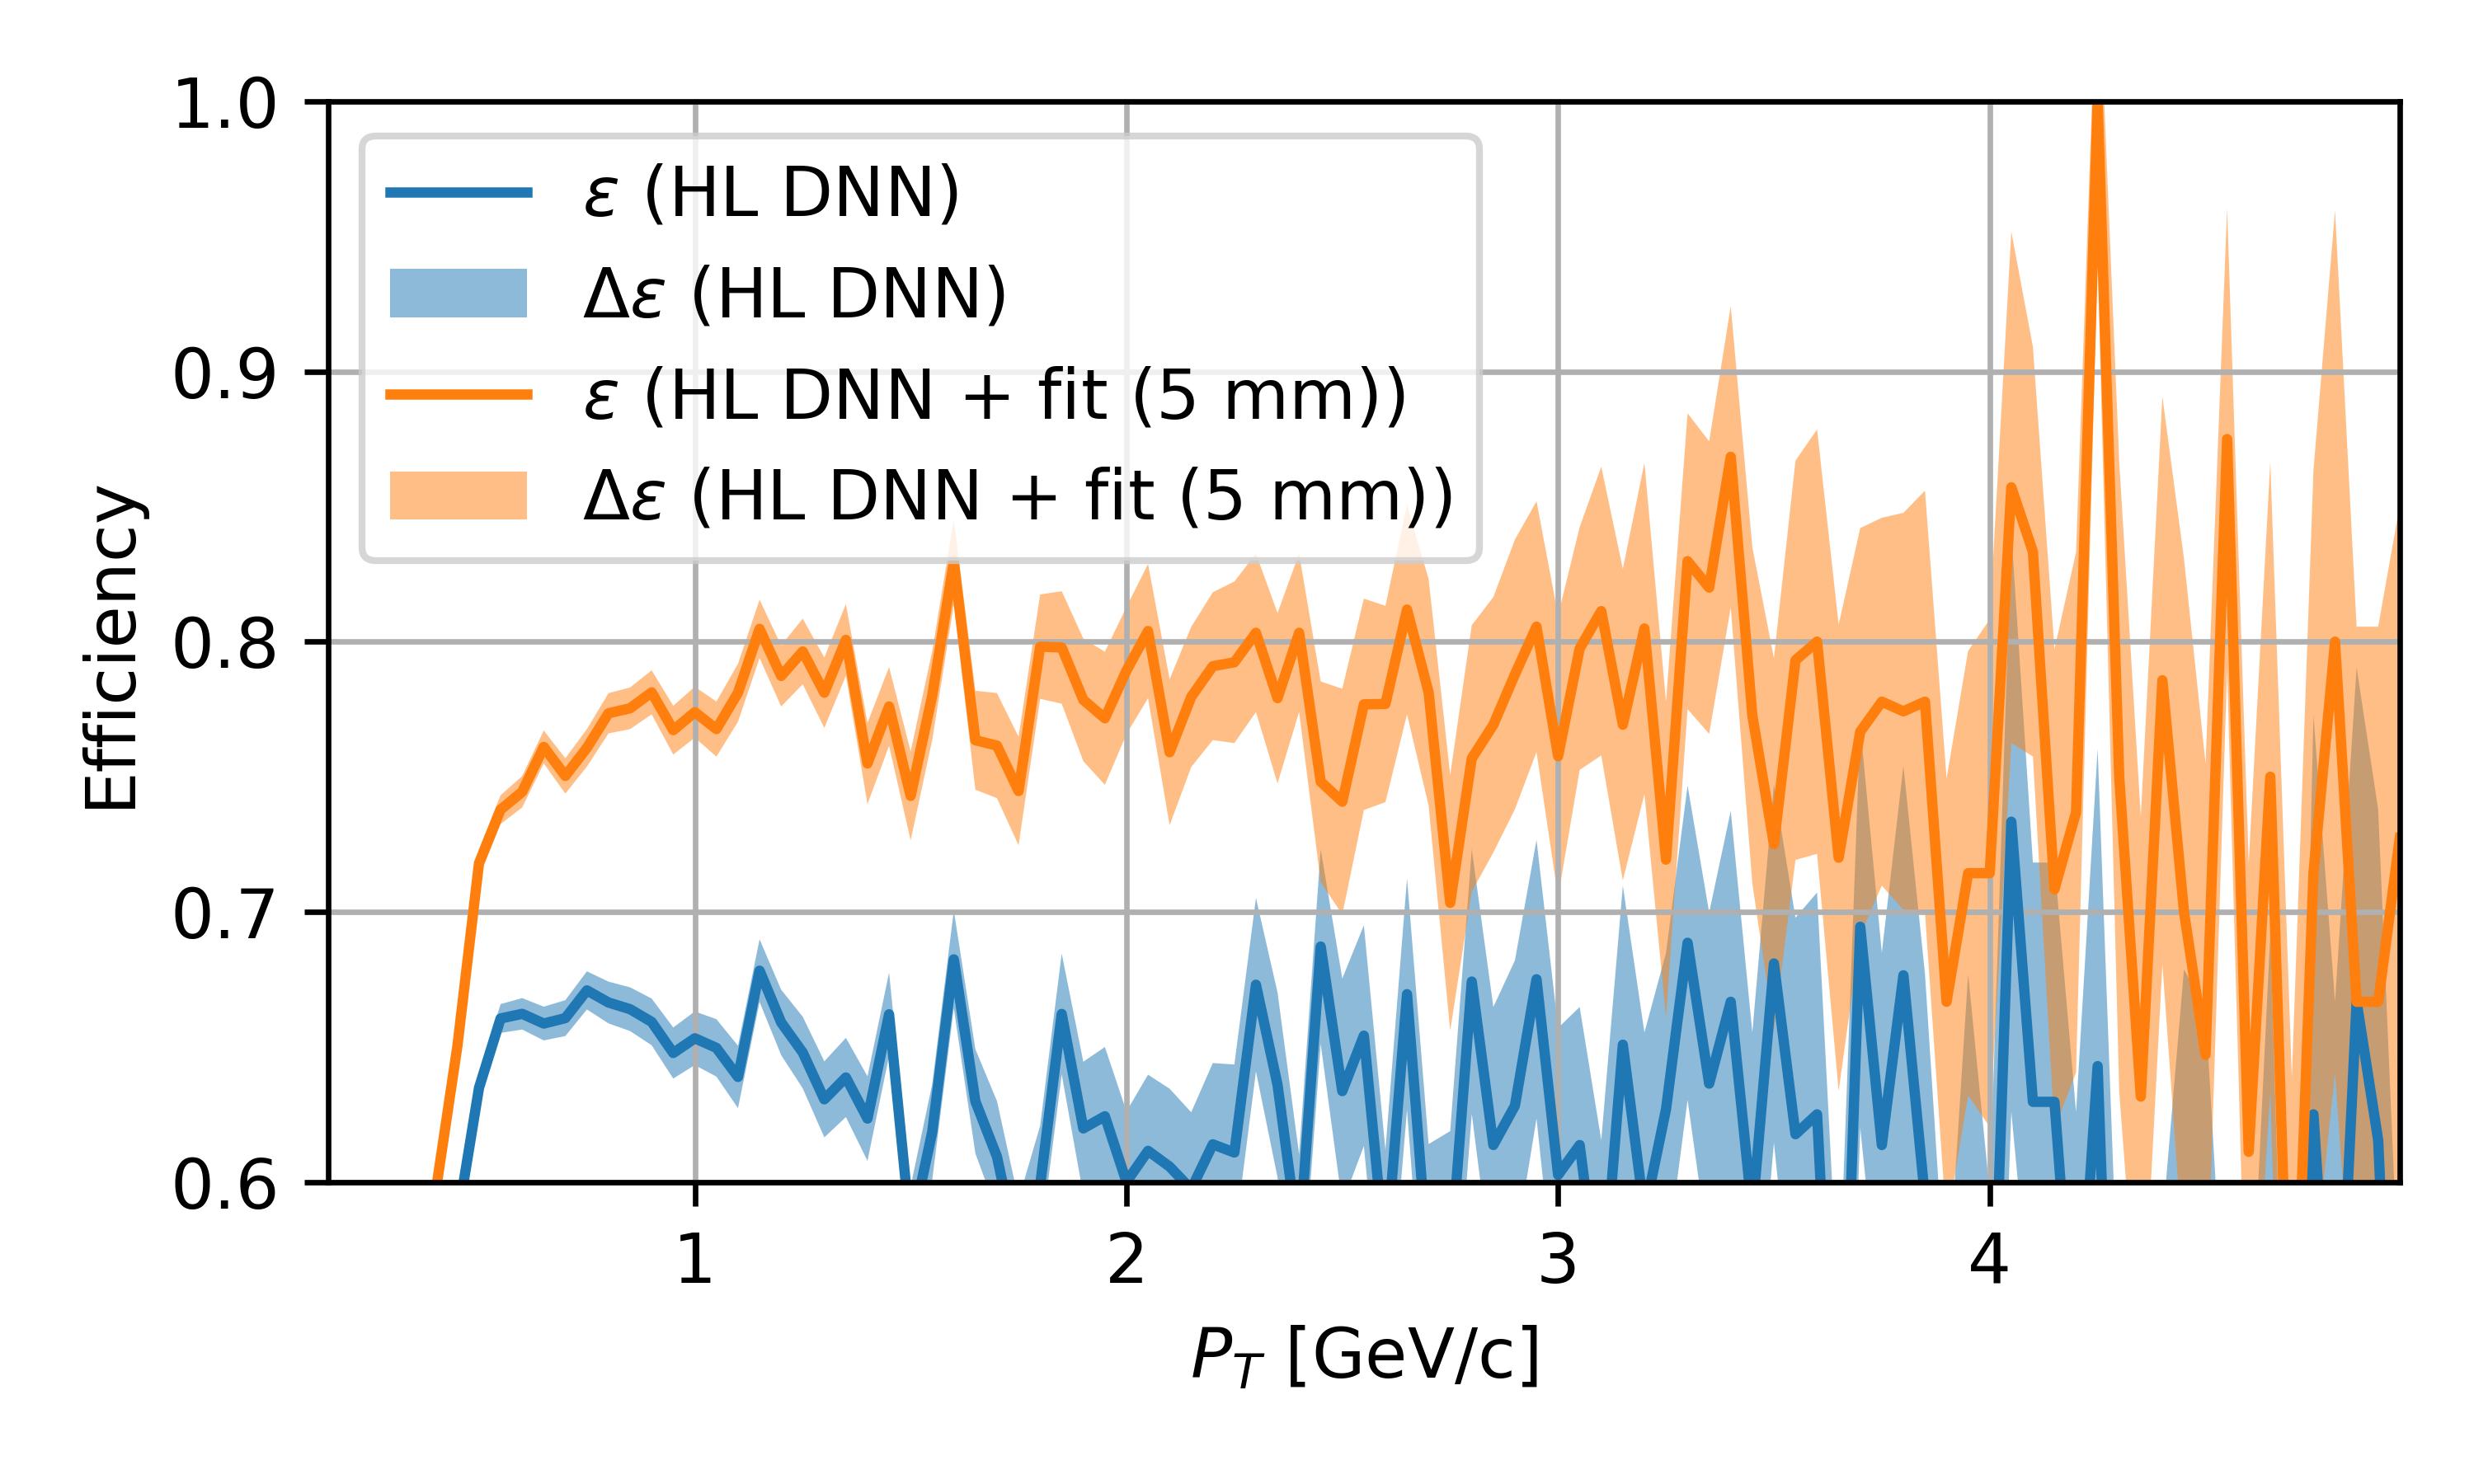 1.0
0.9
0.8
0.7
0.6
Efficiency
ε (HL DNN)
Δε (HL DNN)
ε (HL DNN + fit (5 mm))
Δε (HL DNN + fit (5 mm))
1 2 3 4
P_T [GeV/c]